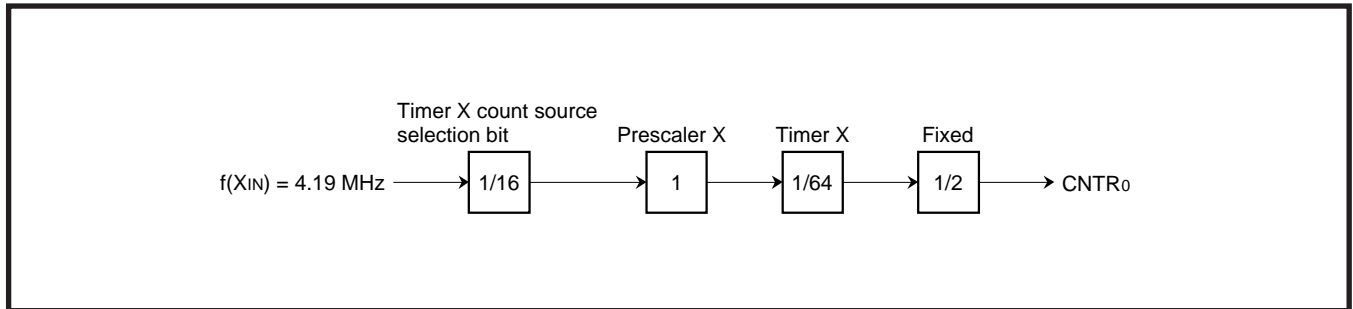 Timer X count source
selection bit
Prescaler X
Timer X
Fixed
f(XIN) = 4.19 MHz
1/16
1
1/64
1/2
CNTR0